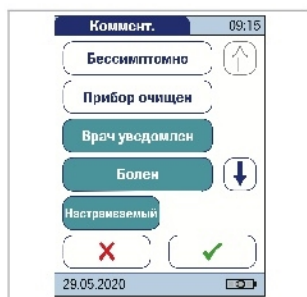 Коммент. 09:15
Бессимптомно
Прибор очищен
Врач уведомлен
Болен
Настраиваемый
29.05.2020